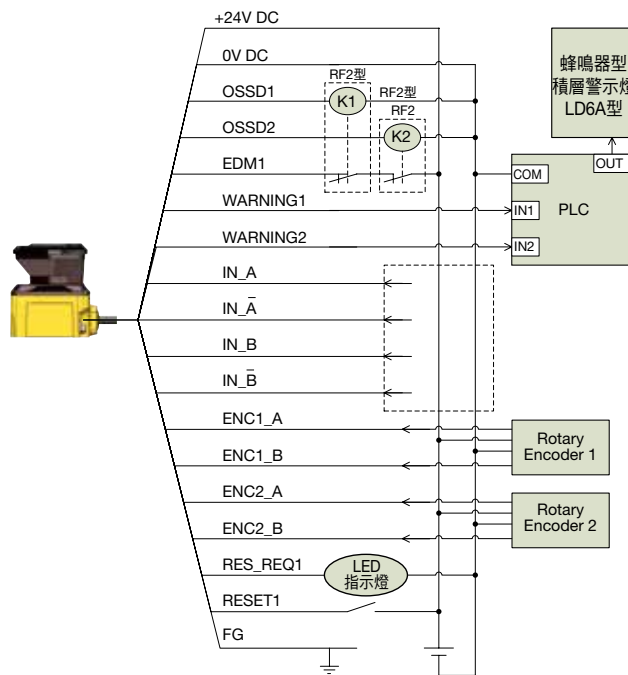 +24V DC
0V DC
RF2型
OSSD1
K1
RF2型
RF2
OSSD2
K2
EDM1
WARNING1
WARNING2
IN_A
IN_A̅
IN_B
IN_B̅
ENC1_A
ENC1_B
ENC2_A
ENC2_B
RES_REQ1
LED
指示燈
RESET1
FG
蜂鳴器型
積層警示燈
LD6A型
OUT
COM
PLC
IN1
IN2
Rotary
Encoder 1
Rotary
Encoder 2